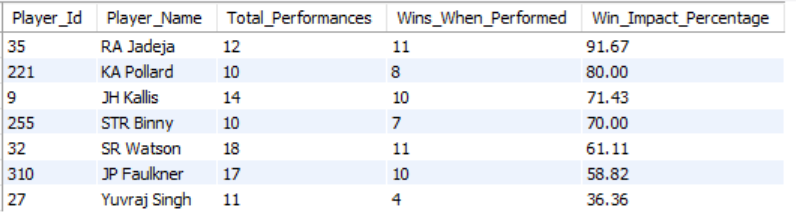 Player_Id Player_Name Total_Performances Wins_When_Performed Win_Impact_Percentage
35 RA Jadeja 12 11 91.67
221 KA Pollard 10 8 80.00
9 JH Kallis 14 10 71.43
255 STR Binny 10 7 70.00
32 SR Watson 18 11 61.11
310 JP Faulkner 17 10 58.82
27 Yuvraj Singh 11 4 36.36